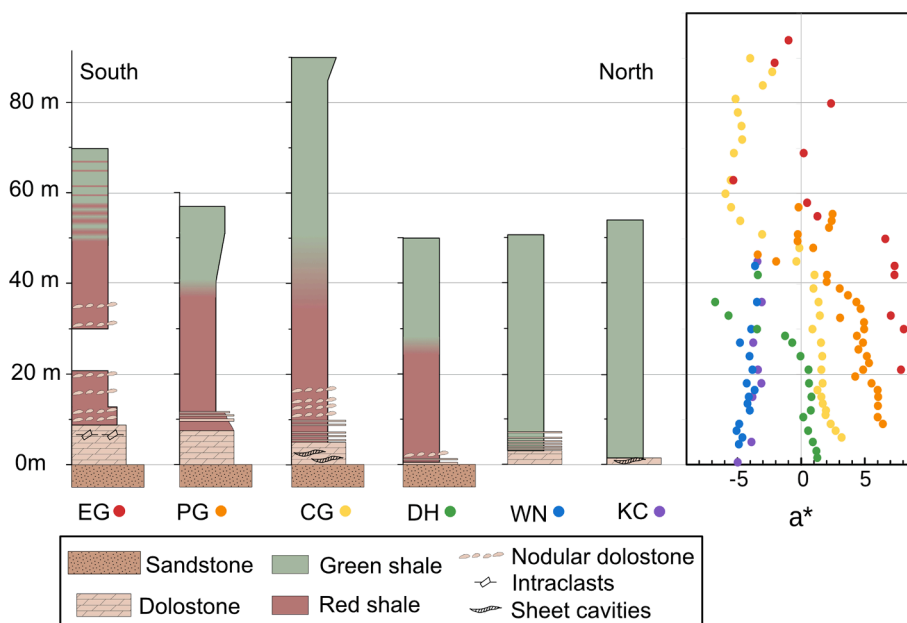 South
North
80 m
60 m
40 m
20 m
0m
EG
PG
CG
DH
WN
KC
-5
0
5
a*
Sandstone
Green shale
Nodular dolostone
Intraclasts
Dolostone
Red shale
Sheet cavities